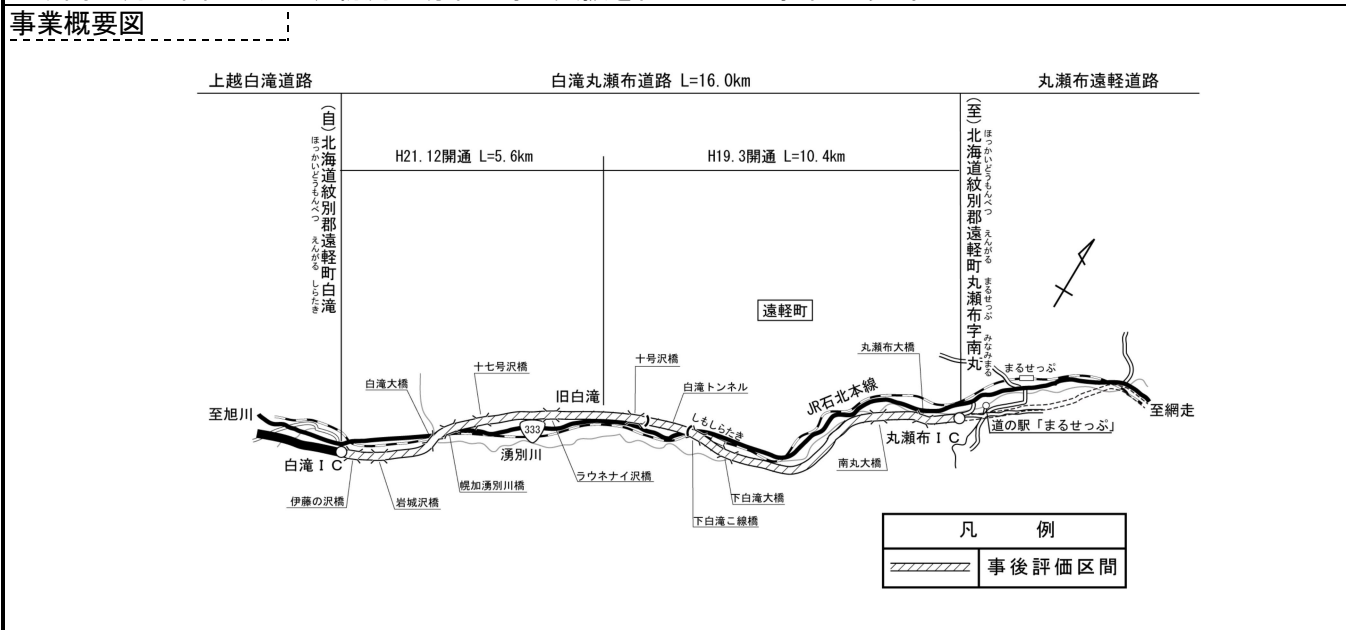 事業概要図
上越白滝道路
白滝丸瀬布道路 L=16.0km
丸瀬布遠軽道路
(自)北海道紋別郡遠軽町白滝
ほっかいどうもんべつ えんがる しらたき
H21.12開通 L=5.6km
H19.3開通 L=10.4km
(至)北海道紋別郡遠軽町丸瀬布字南丸
ほっかいどうもんべつ えんがる まるせっぷ みなみまる
遠軽町
丸瀬布大橋
十号沢橋
十七号沢橋
白滝大橋
旧白滝
白滝トンネル
JR石北本線
まるせっぷ
至旭川
しもしらたき
至網走
333
道の駅「まるせっぷ」
丸瀬布IC
白滝IC
湧別川
南丸大橋
ラウネナイ沢橋
幌加湧別川橋
伊藤の沢橋
岩城沢橋
下白滝大橋
下白滝こ線橋
凡 例
事後評価区間